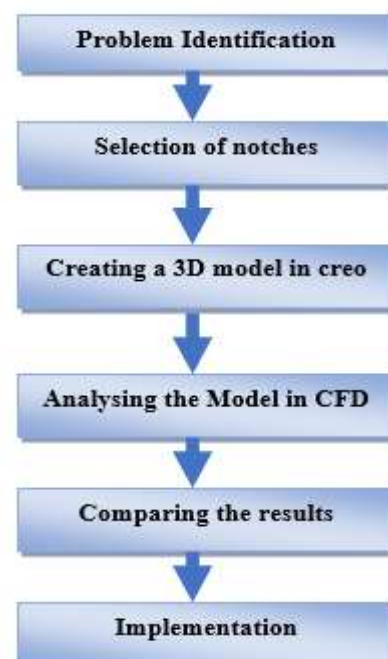 Problem Identification
Selection of notches
Creating a 3D model in creo
Analysing the Model in CFD
Comparing the results
Implementation